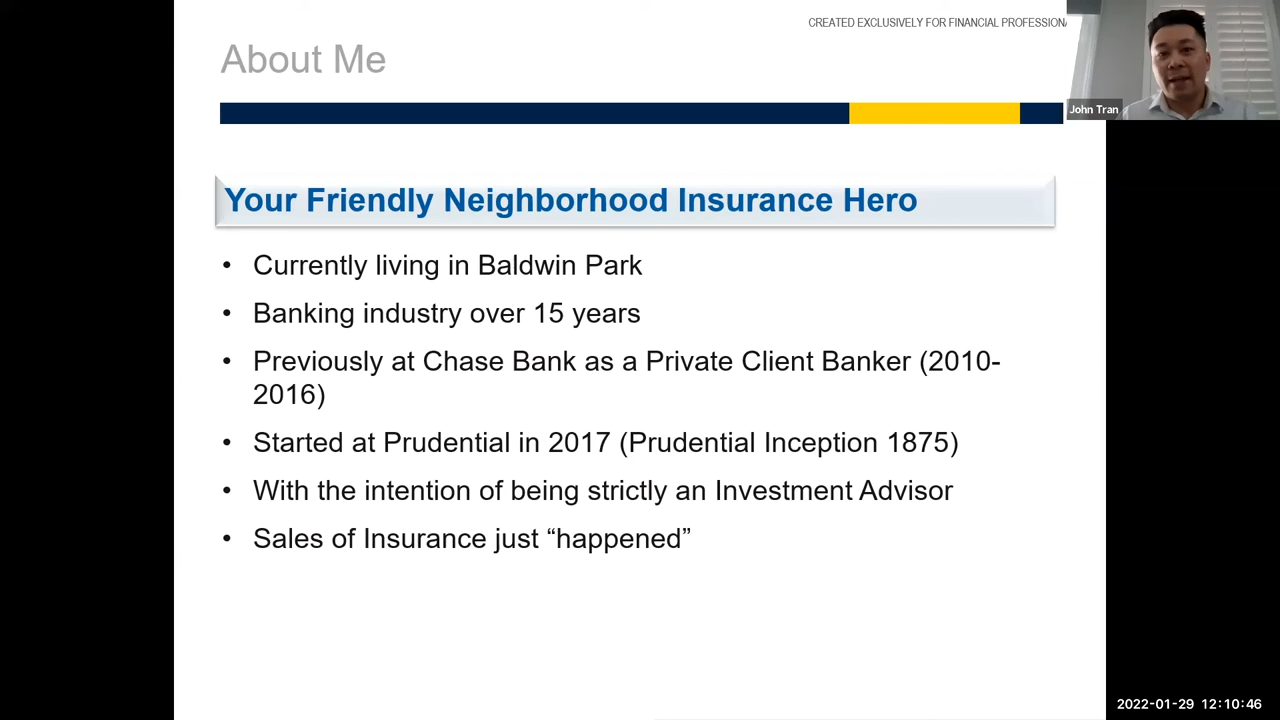 CREATED EXCLUSIVELY FOR FINANCIAL
About Me
John Tran
Your Friendly Neighborhood Insurance Hero
• Currently living in Baldwin Park
• Banking industry over 15 years
• Previously at Chase Bank as a Private Client Banker (2010-
2016)
• Started at Prudential in 2017 (Prudential Inception 1875)
• With the intention of being strictly an Investment Advisor
• Sales of Insurance just “happened”
2022-01-29 12:10:46